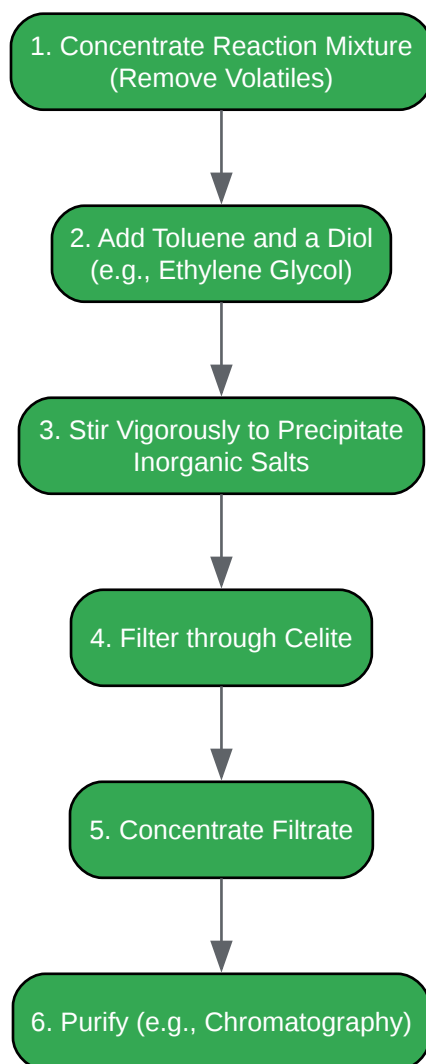 1. Concentrate Reaction Mixture
(Remove Volatiles)
2. Add Toluene and a Diol
(e.g., Ethylene Glycol)
3. Stir Vigorously to Precipitate
Inorganic Salts
4. Filter through Celite
5. Concentrate Filtrate
6. Purify (e.g., Chromatography)